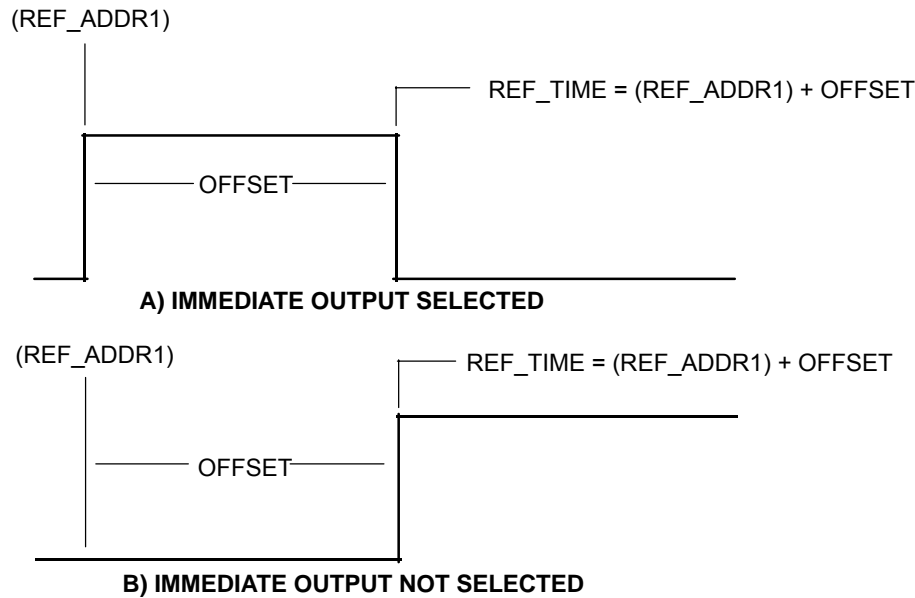 (REF_ADDR1)
REF_TIME = (REF_ADDR1) + OFFSET
OFFSET
A) IMMEDIATE OUTPUT SELECTED
(REF_ADDR1)
REF_TIME = (REF_ADDR1) + OFFSET
OFFSET
B) IMMEDIATE OUTPUT NOT SELECTED